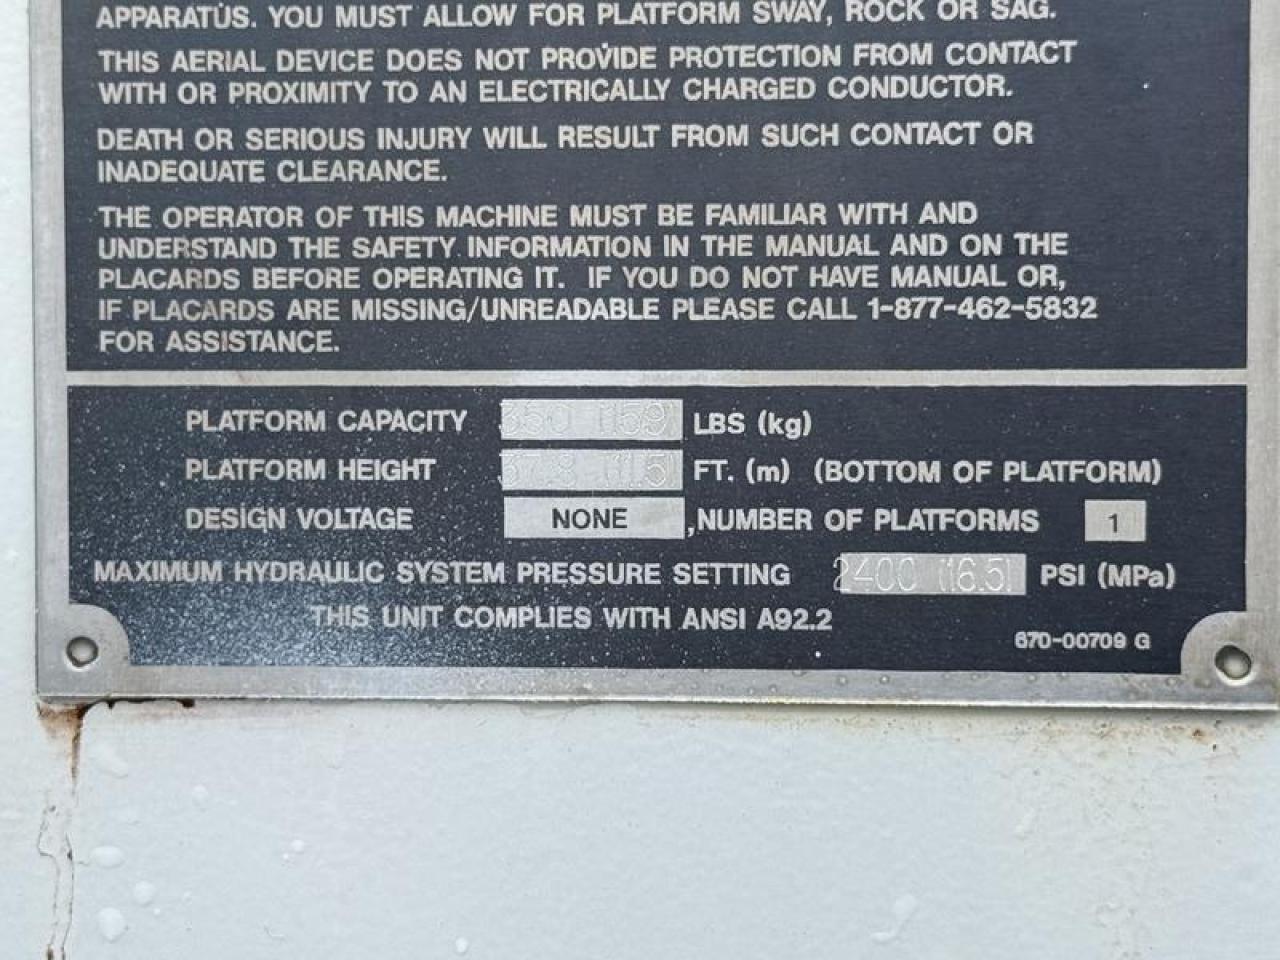 APPARATUS. YOU MUST ALLOW FOR PLATFORM SWAY, ROCK OR SAG.
THIS AERIAL DEVICE DOES NOT PROVIDE PROTECTION FROM CONTACT
WITH OR PROXIMITY TO AN ELECTRICALLY CHARGED CONDUCTOR.
DEATH OR SERIOUS INJURY WILL RESULT FROM SUCH CONTACT OR
INADEQUATE CLEARANCE.
THE OPERATOR OF THIS MACHINE MUST BE FAMILIAR WITH AND
UNDERSTAND THE SAFETY INFORMATION IN THE MANUAL AND ON THE
PLACARDS BEFORE OPERATING IT. IF YOU DO NOT HAVE MANUAL OR,
IF PLACARDS ARE MISSING/UNREADABLE PLEASE CALL 1-877-462-5832
FOR ASSISTANCE.
PLATFORM CAPACITY 350 (159) LBS (kg)
PLATFORM HEIGHT 37.8 (11.5) FT. (m) (BOTTOM OF PLATFORM)
DESIGN VOLTAGE NONE ,NUMBER OF PLATFORMS 1
MAXIMUM HYDRAULIC SYSTEM PRESSURE SETTING 2400 (16.5) PSI (MPa)
THIS UNIT COMPLIES WITH ANSI A92.2
670-00709 G